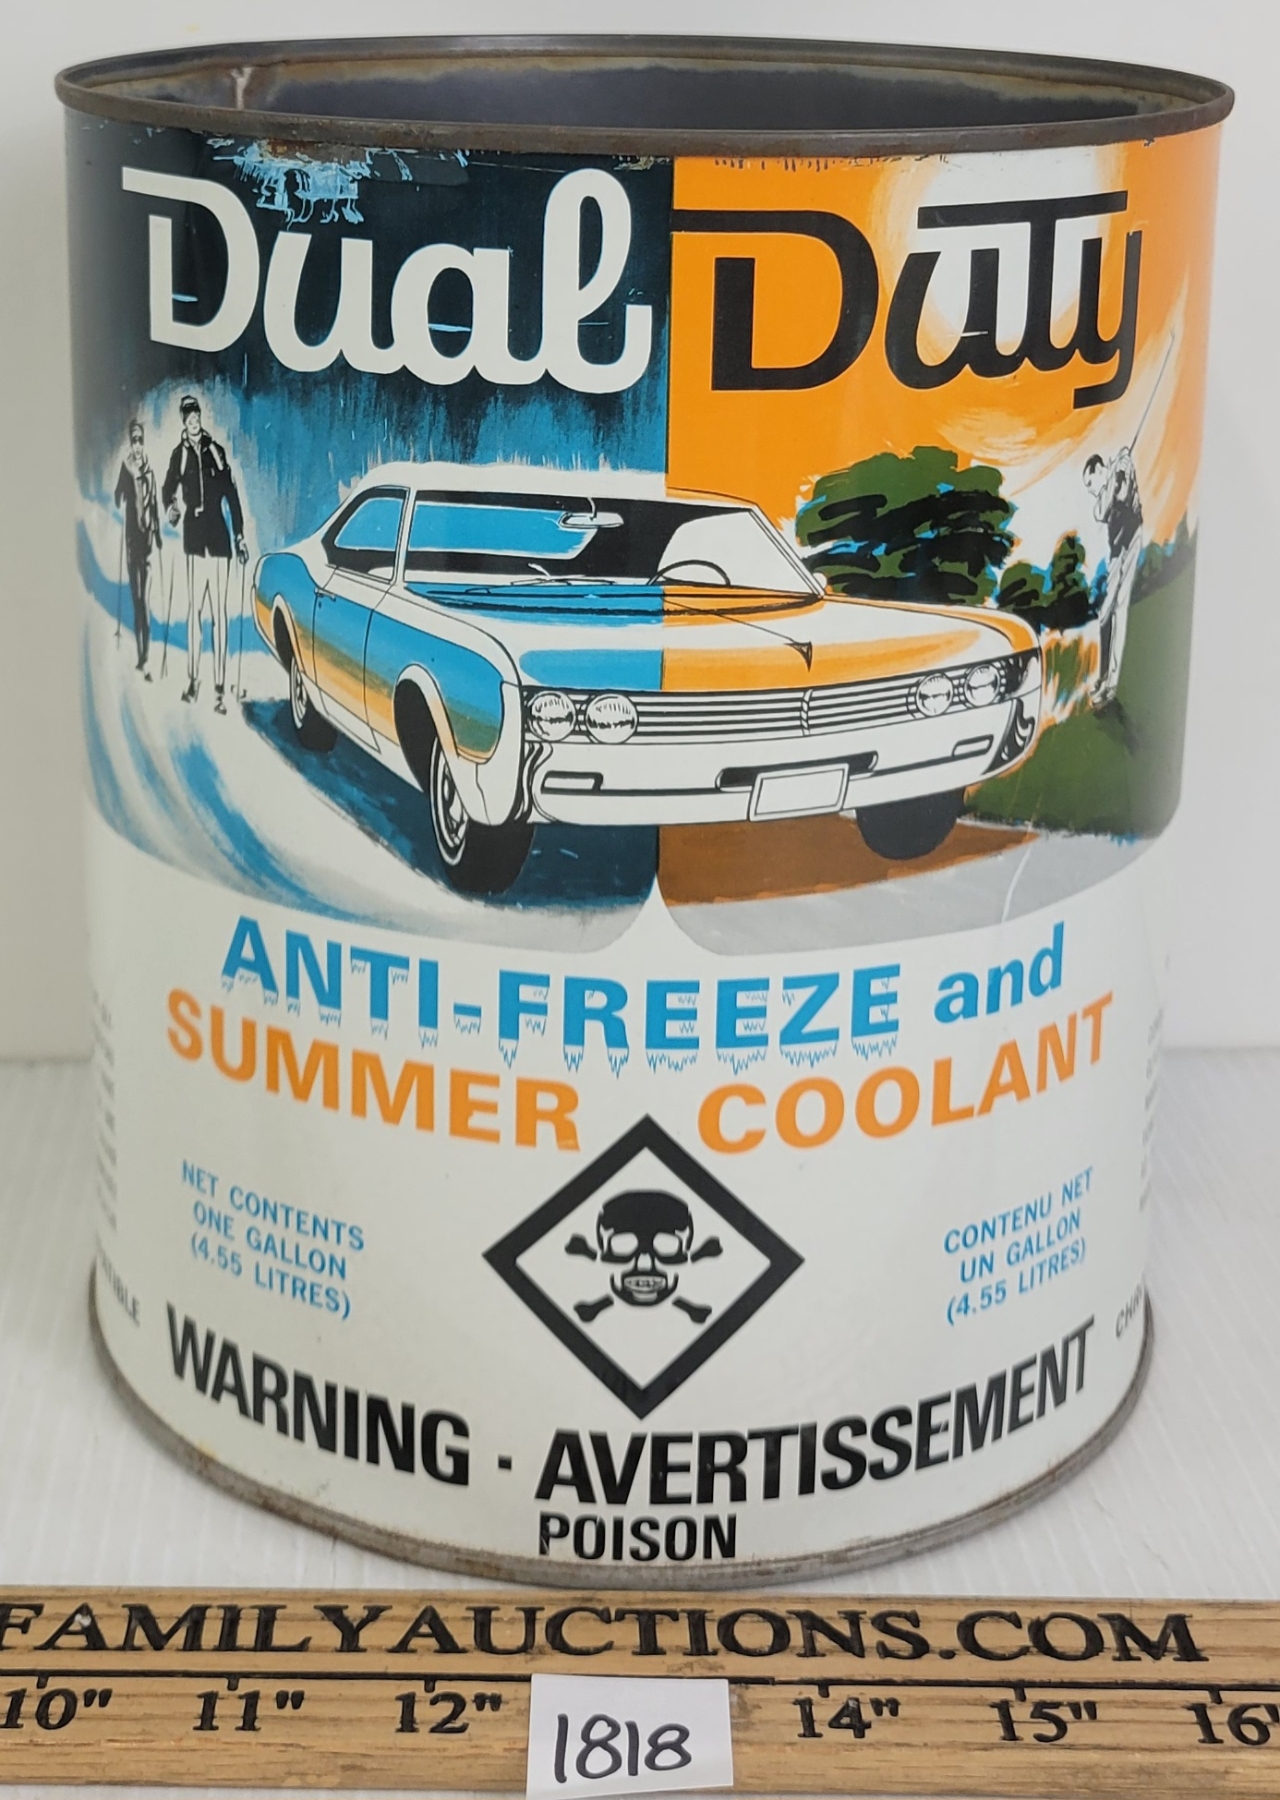 Dual Duty
ANTI-FREEZE and
SUMMER COOLANT
NET CONTENTS
ONE GALLON
(4.55 LITRES)
CONTENU NET
UN GALLON
(4.55 LITRES)
WARNING · AVERTISSEMENT
POISON
FAMILYAUCTIONS.COM
10" 11" 12" 14" 15" 16"
1818